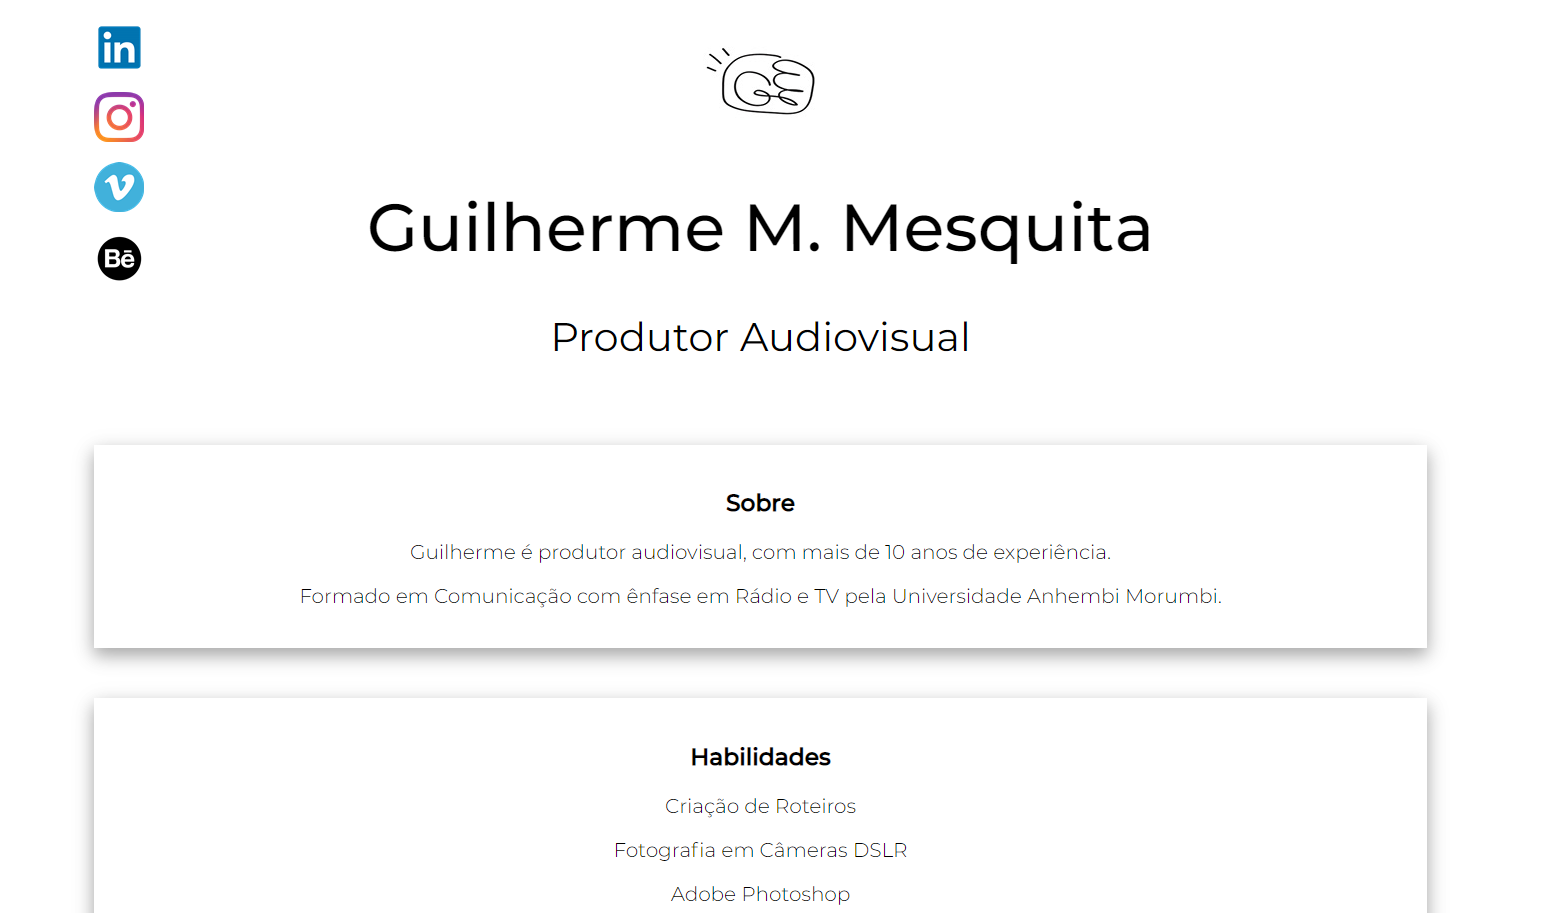 in
Bē
Guilherme M. Mesquita
Produtor Audiovisual
Sobre
Guilherme é produtor audiovisual, com mais de 10 anos de experiência.
Formado em Comunicação com ênfase em Rádio e TV pela Universidade Anhembi Morumbi.
Habilidades
Criação de Roteiros
Fotografia em Câmeras DSLR
Adobe Photoshop